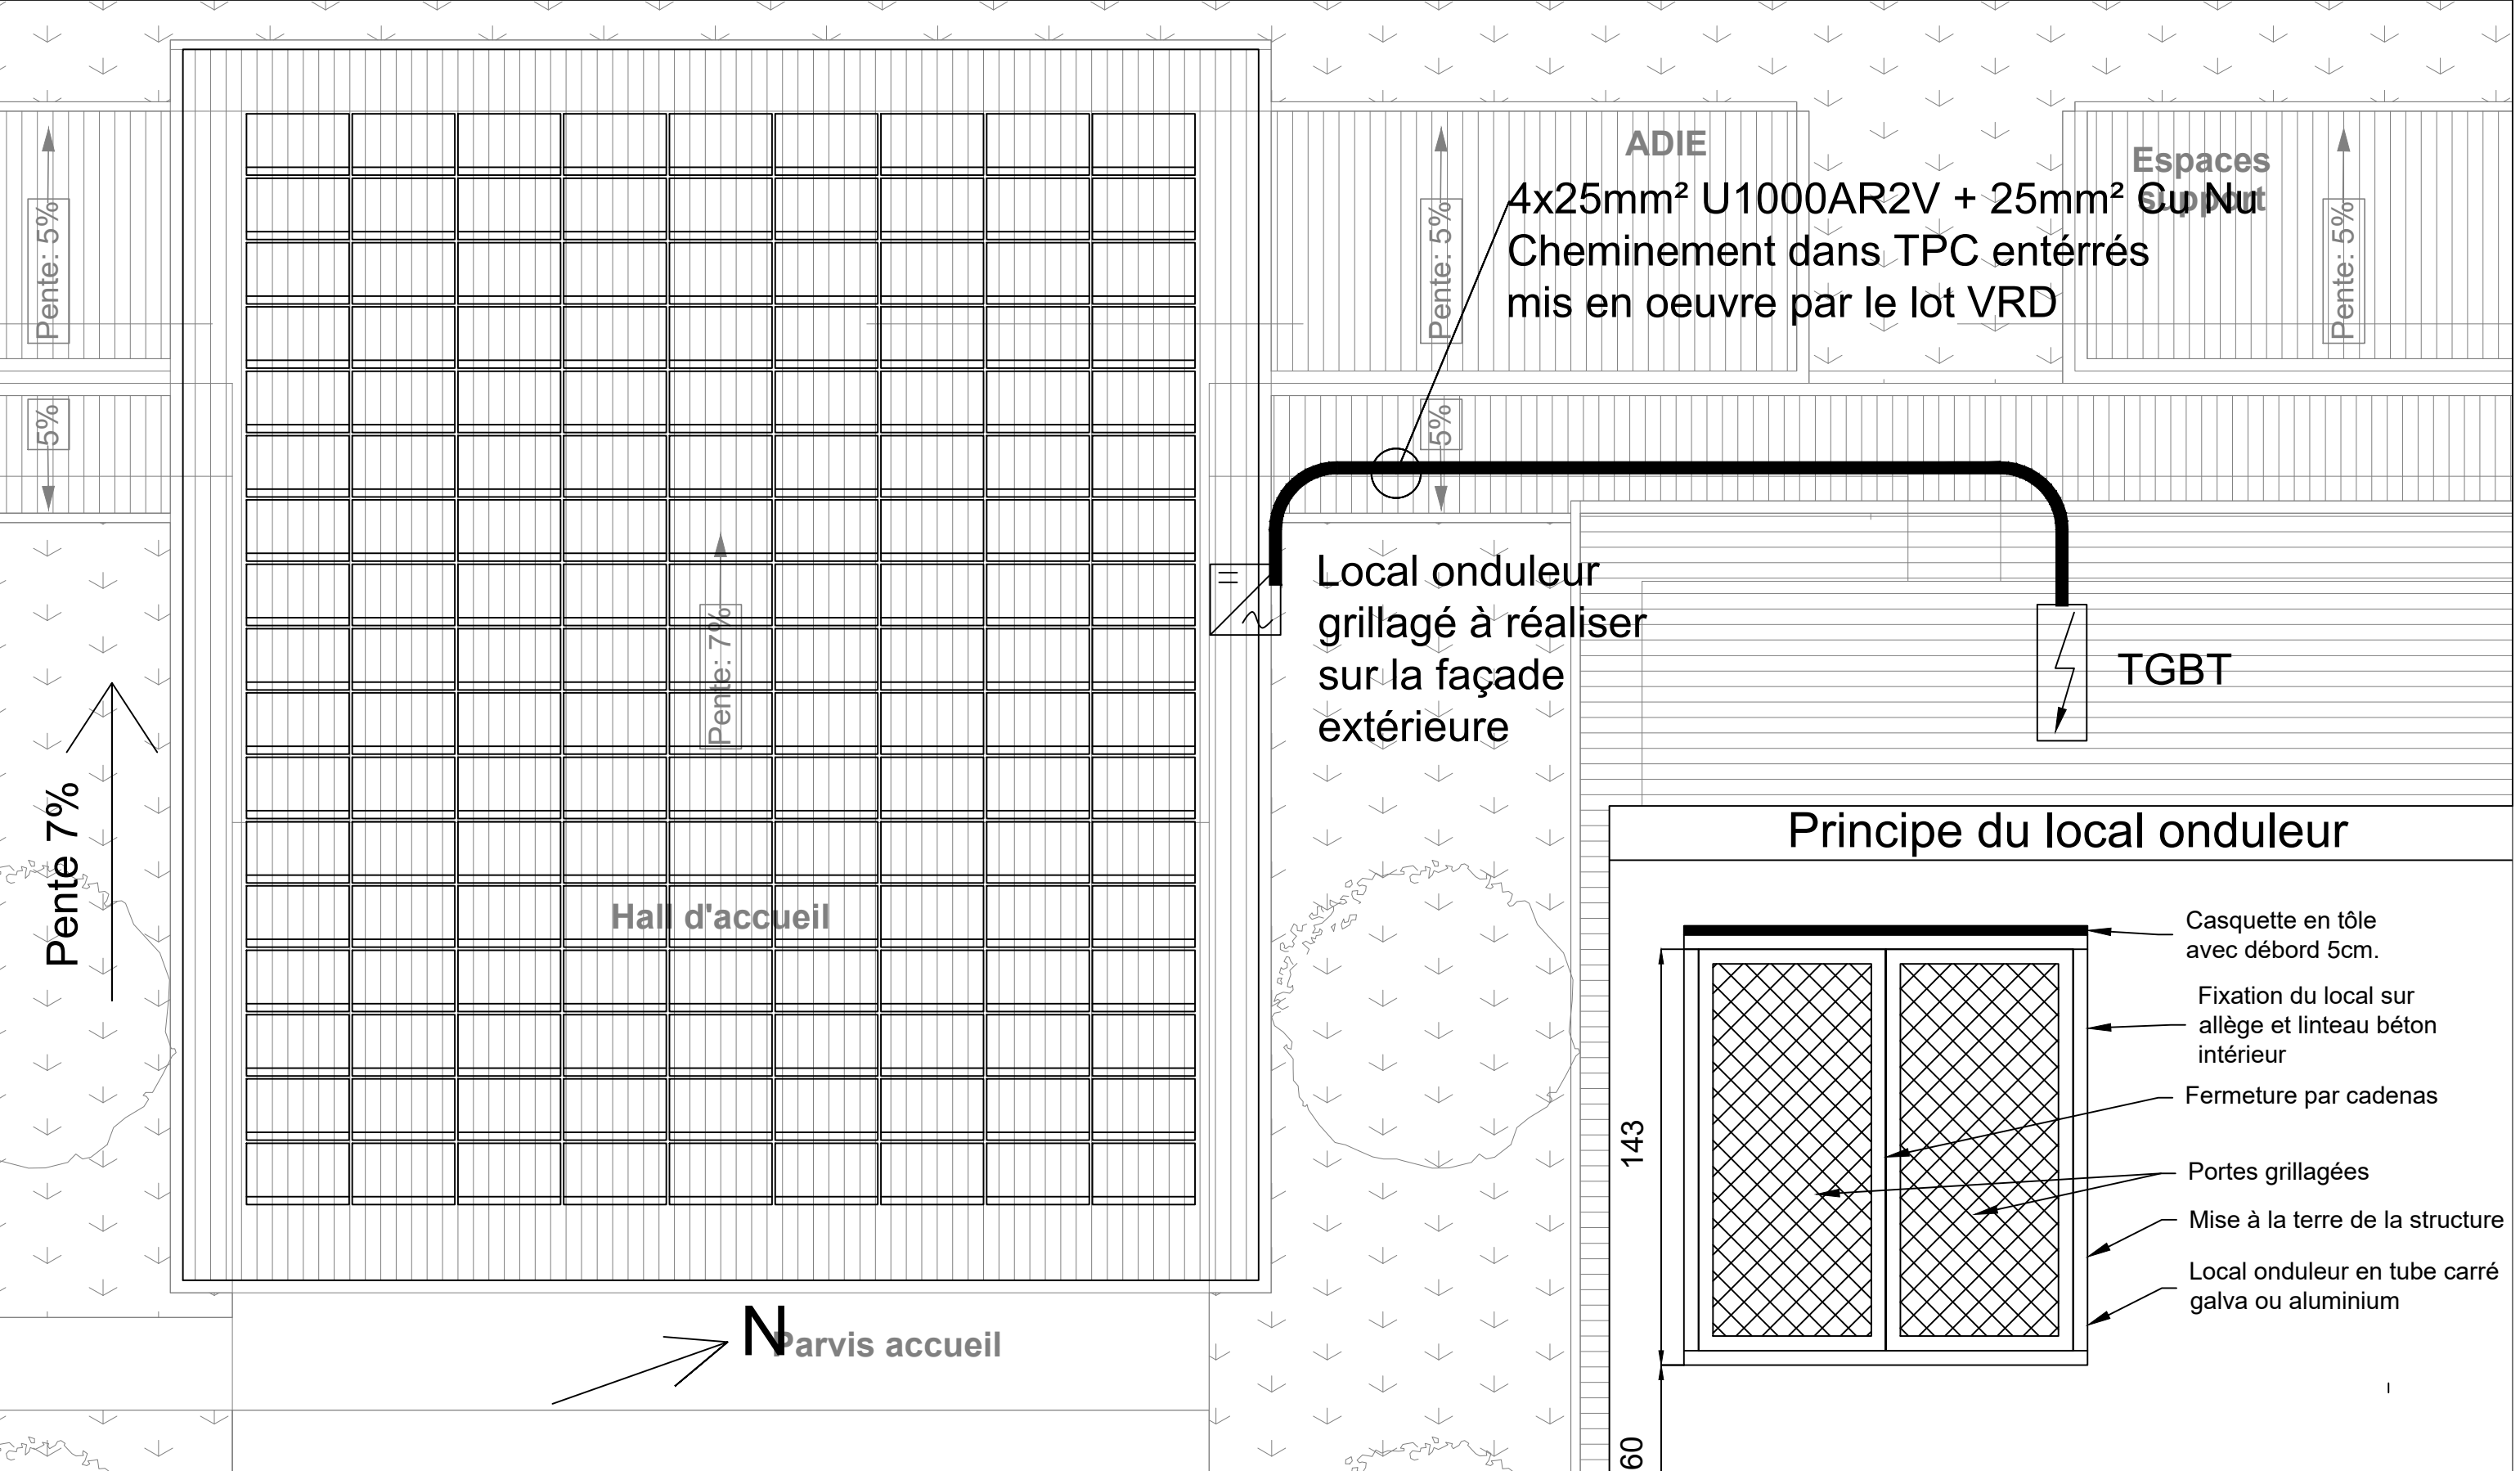 Pente: 5%
5%
Pente 7%
Pente: 7%
Hall d'accueil
N
Parvis accueil
ADIE
Pente: 5%
5%
Espaces
support
Pente: 5%
4x25mm² U1000AR2V + 25mm² Cu Nu
Cheminement dans TPC entérrés
mis en oeuvre par le lot VRD
Local onduleur
grillagé à réaliser
sur la façade
extérieure
TGBT
Principe du local onduleur
Casquette en tôle
avec débord 5cm.
Fixation du local sur
allège et linteau béton
intérieur
Fermeture par cadenas
Portes grillagées
Mise à la terre de la structure
Local onduleur en tube carré
galva ou aluminium
143
60